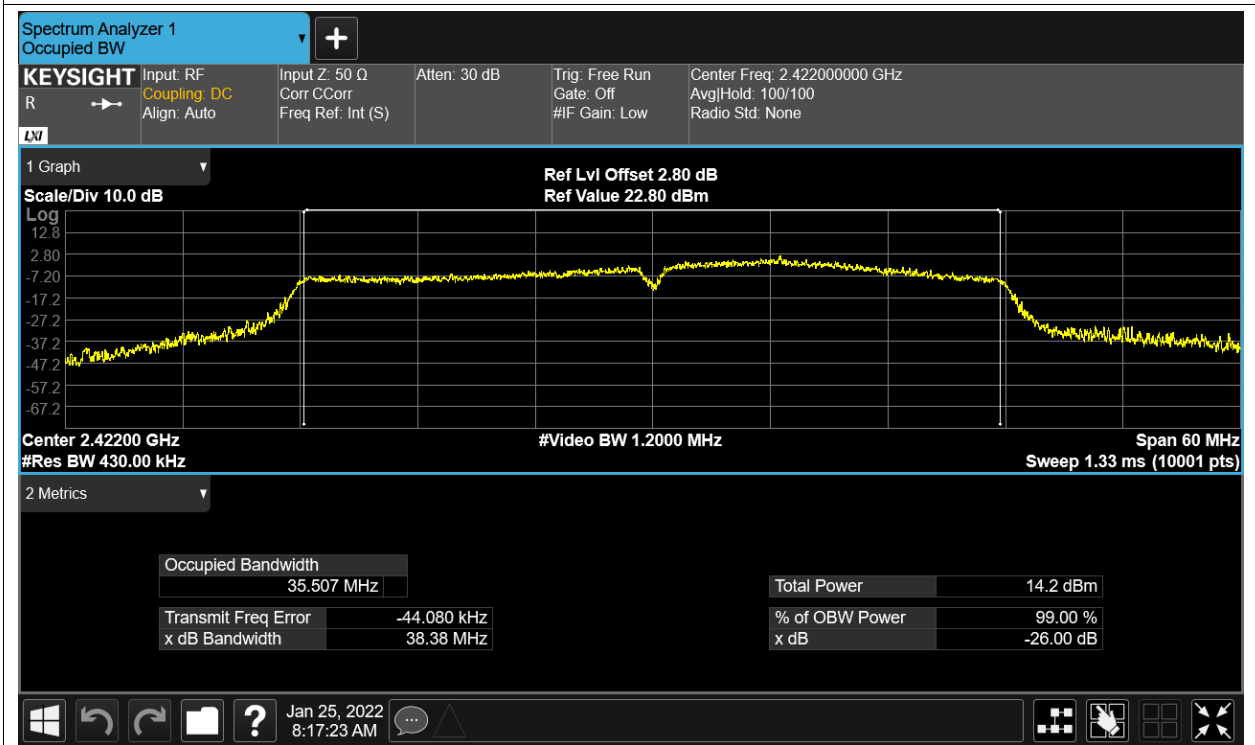 Spectrum Analyzer 1
Occupied BW
KEYSIGHT
R
LXI
Input: RF
Coupling: DC
Align: Auto
Input Z: 50 Ω
Corr CCorr
Freq Ref: Int (S)
Atten: 30 dB
Trig: Free Run
Gate: Off
#IF Gain: Low
Center Freq: 2.422000000 GHz
Avg|Hold: 100/100
Radio Std: None
1 Graph
Scale/Div 10.0 dB
Ref Lvl Offset 2.80 dB
Ref Value 22.80 dBm
Log
12.8
2.80
-7.20
-17.2
-27.2
-37.2
-47.2
-57.2
-67.2
Center 2.42200 GHz
#Video BW 1.2000 MHz
Span 60 MHz
#Res BW 430.00 kHz
Sweep 1.33 ms (10001 pts)
2 Metrics
Occupied Bandwidth
35.507 MHz
Transmit Freq Error -44.080 kHz
x dB Bandwidth 38.38 MHz
Total Power 14.2 dBm
% of OBW Power 99.00 %
x dB -26.00 dB
?
Jan 25, 2022
8:17:23 AM